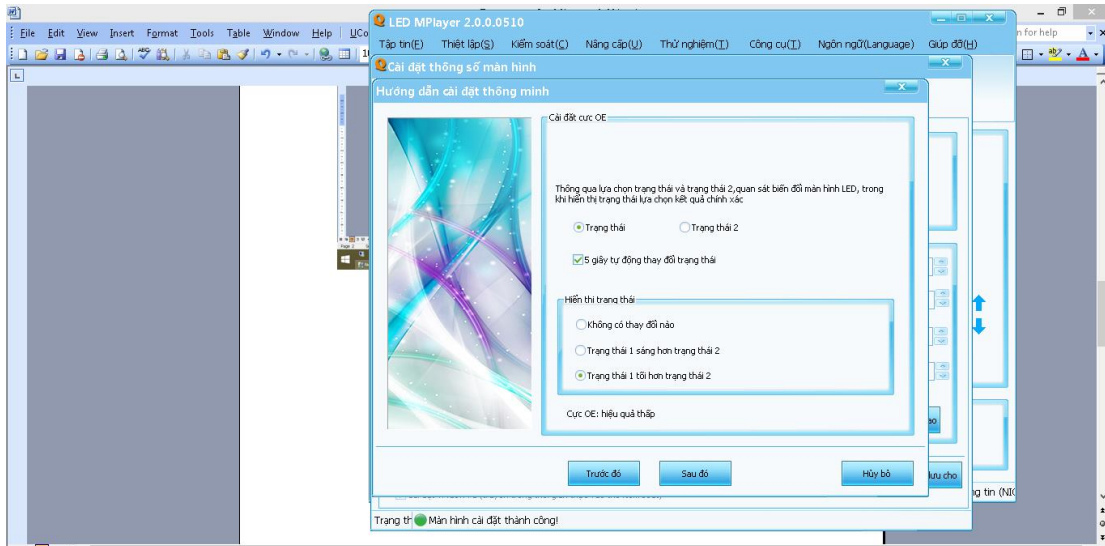 LED MPlayer 2.0.0.0510
File Edit View Insert Format Tools Table Window Help
n for help
Tập tin(F) Thiệt lập(S) Kiểm soát(C) Nâng cấp(U) Thử nghiệm(T) Công cụ(T) Ngôn ngữ(Language) Giúp đỡ(H)
Cài đặt thông số màn hình
Hướng dẫn cài đặt thông minh
Cài đặt cực OE
Thông qua lựa chọn trạng thái và trạng thái 2,quan sát biến đổi màn hình LED, trong
khi hiển thị trạng thái lựa chọn kết quả chính xác
Trạng thái Trạng thái 2
5 giây tự động thay đổi trạng thái
Hiển thị trạng thái
Không có thay đổi nào
Trạng thái 1 sáng hơn trạng thái 2
Trạng thái 1 tối hơn trạng thái 2
Cực OE: hiệu quả thấp
Trước đó Sau đó Hủy bỏ
lưu cho
ng tin (NIC
Trạng th Màn hình cài đặt thành công!